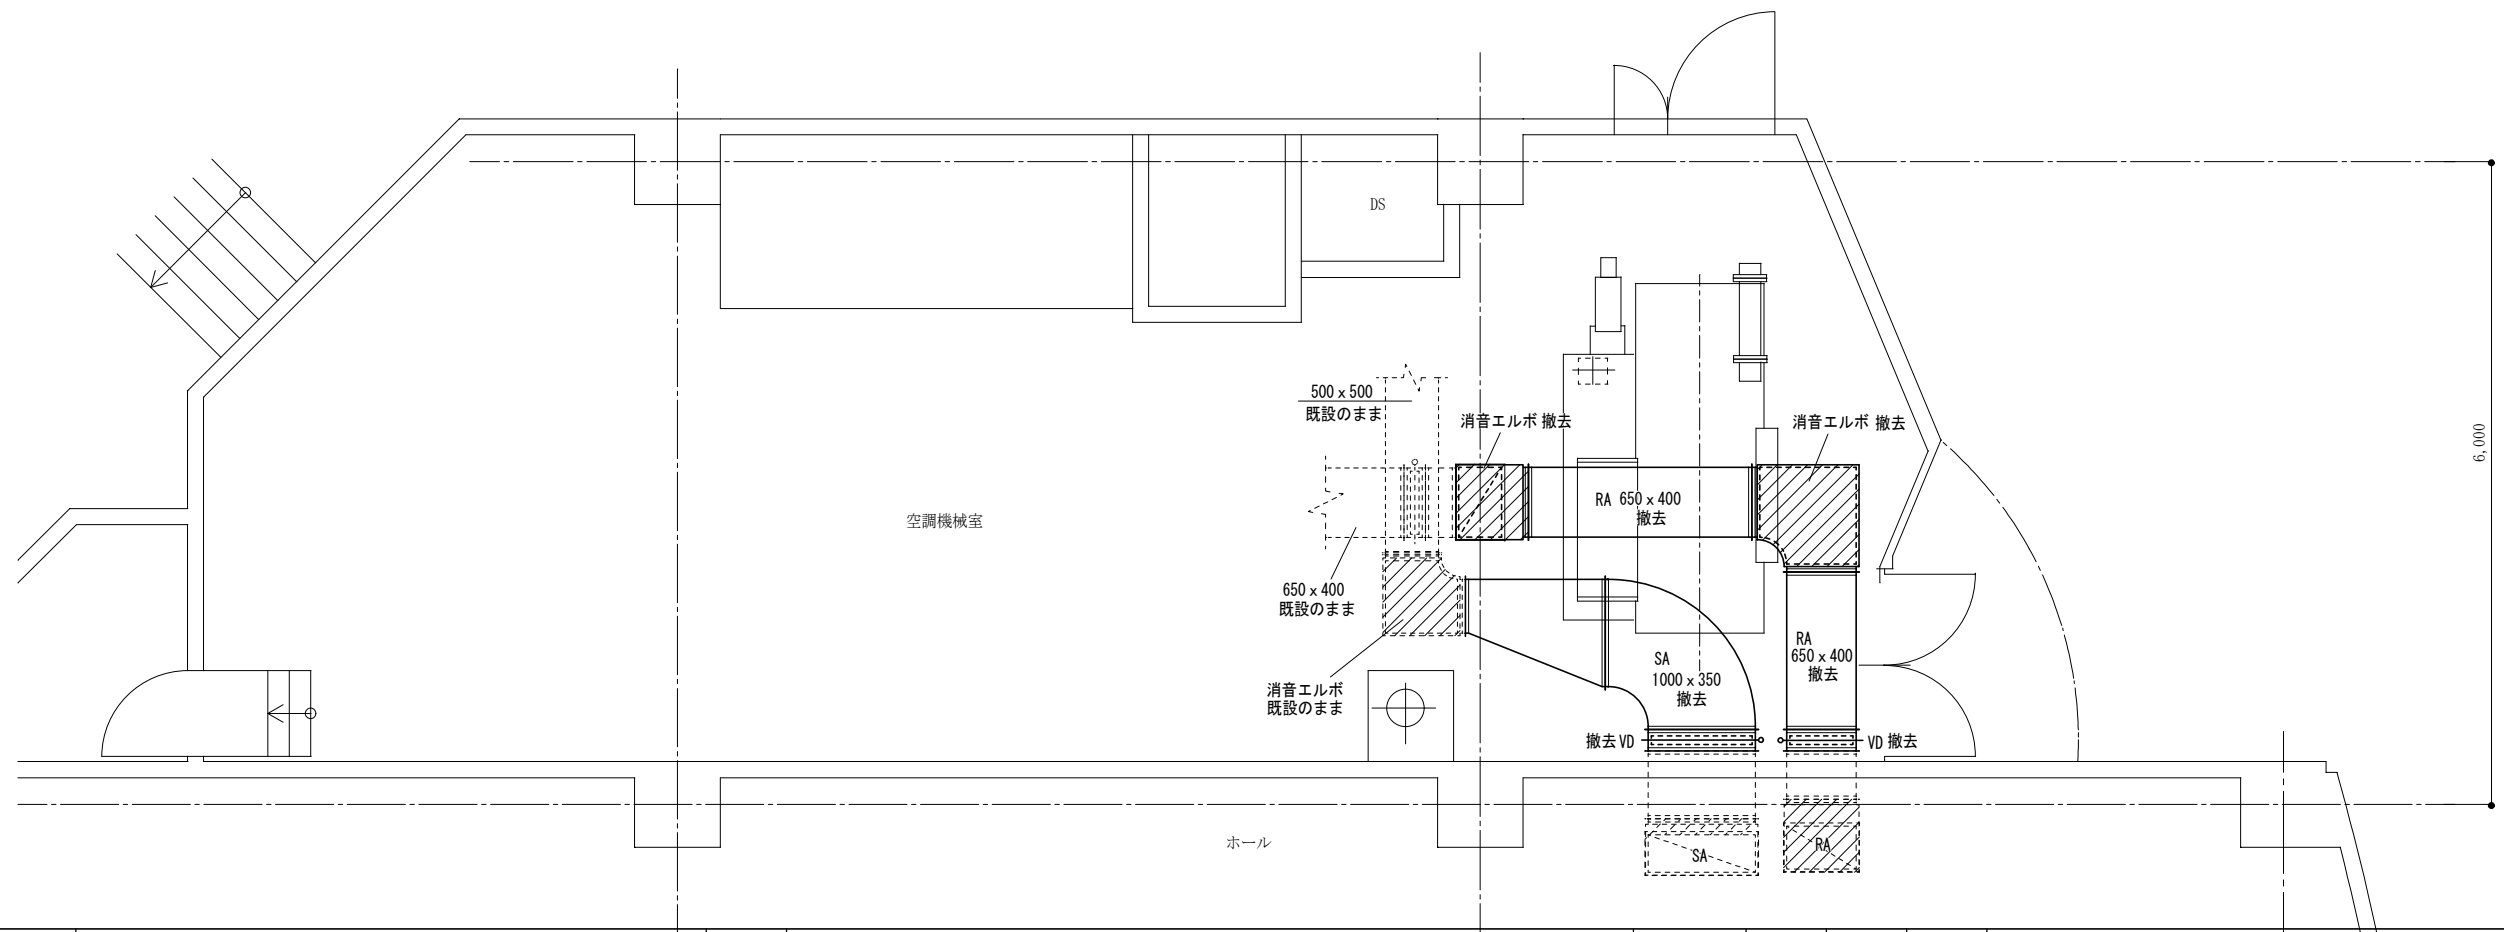 DS
500 x 500
既設のまま
消音エルボ 撤去
消音エルボ 撤去
6,000
RA 650 x 400
撤去
空調機械室
650 x 400
既設のまま
RA
650 x 400
撤去
SA
1000 x 350
撤去
消音エルボ
既設のまま
撤去 VD
VD 撤去
ホール
SA
RA